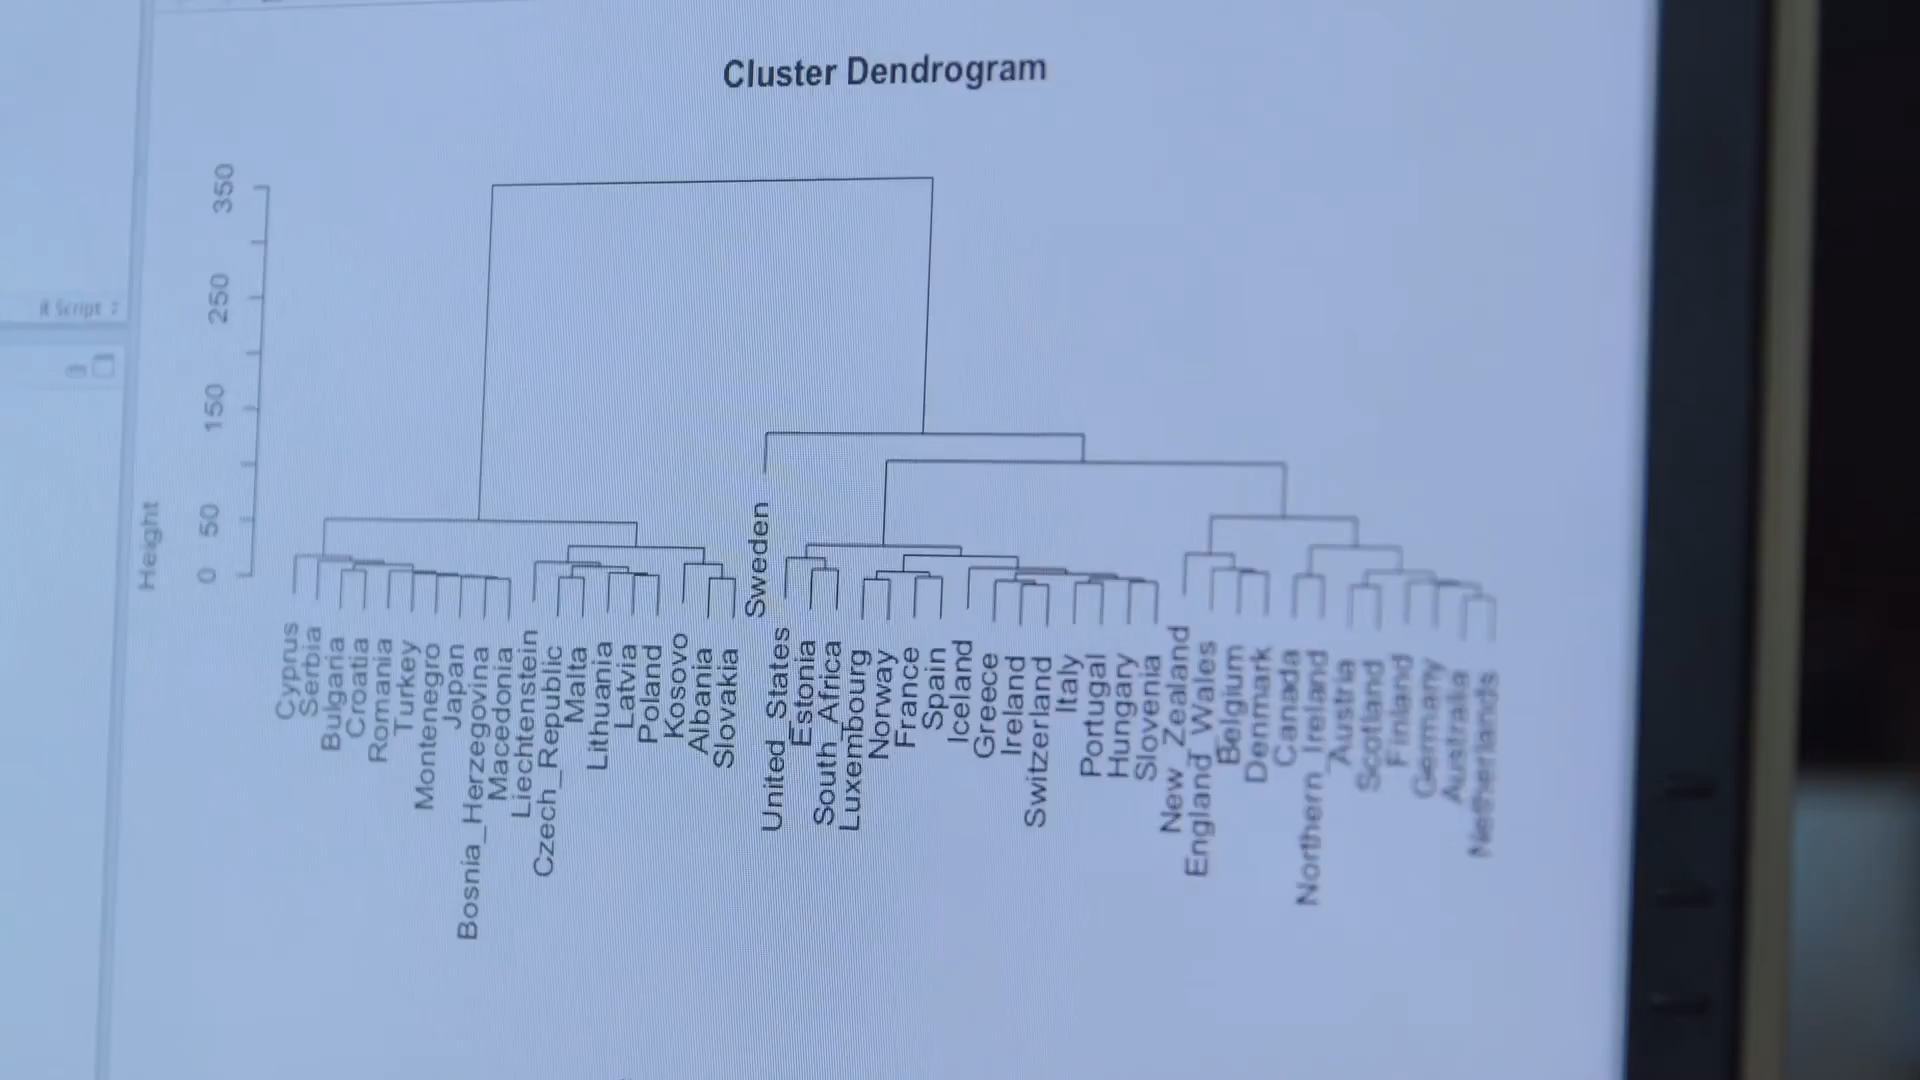 Cluster Dendrogram
R Script
Height
0
50
150
250
350
Cyprus
Serbia
Bulgaria
Croatia
Romania
Turkey
Montenegro
Japan
Bosnia_Herzegovina
Macedonia
Liechtenstein
Czech_Republic
Malta
Lithuania
Latvia
Poland
Kosovo
Albania
Slovakia
Sweden
United_States
Estonia
South_Africa
Luxembourg
Norway
France
Spain
Iceland
Greece
Ireland
Switzerland
Italy
Portugal
Hungary
Slovenia
New_Zealand
England_Wales
Belgium
Denmark
Canada
Northern_Ireland
Austria
Scotland
Finland
Germany
Australia
Netherlands